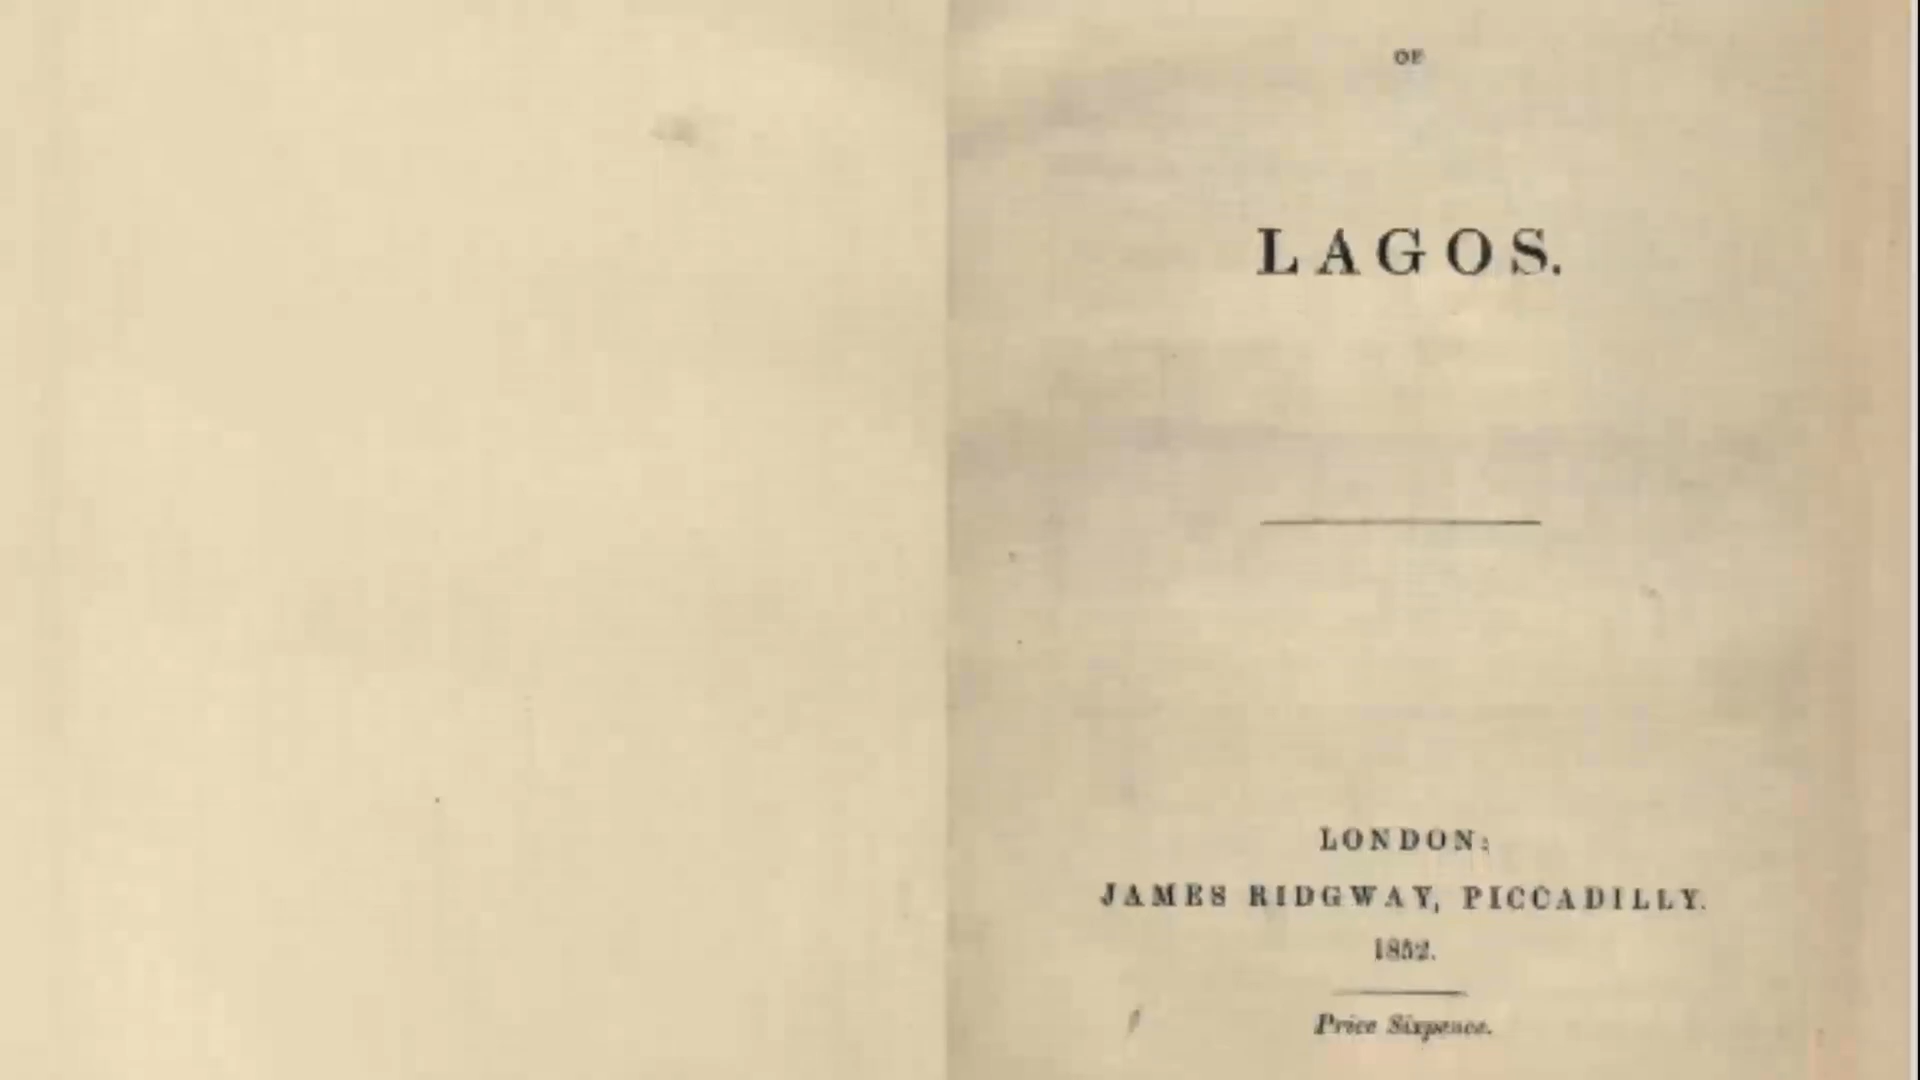 OF
LAGOS.
LONDON:
JAMES RIDGWAY, PICCADILLY.
1852.
Price Sixpence.